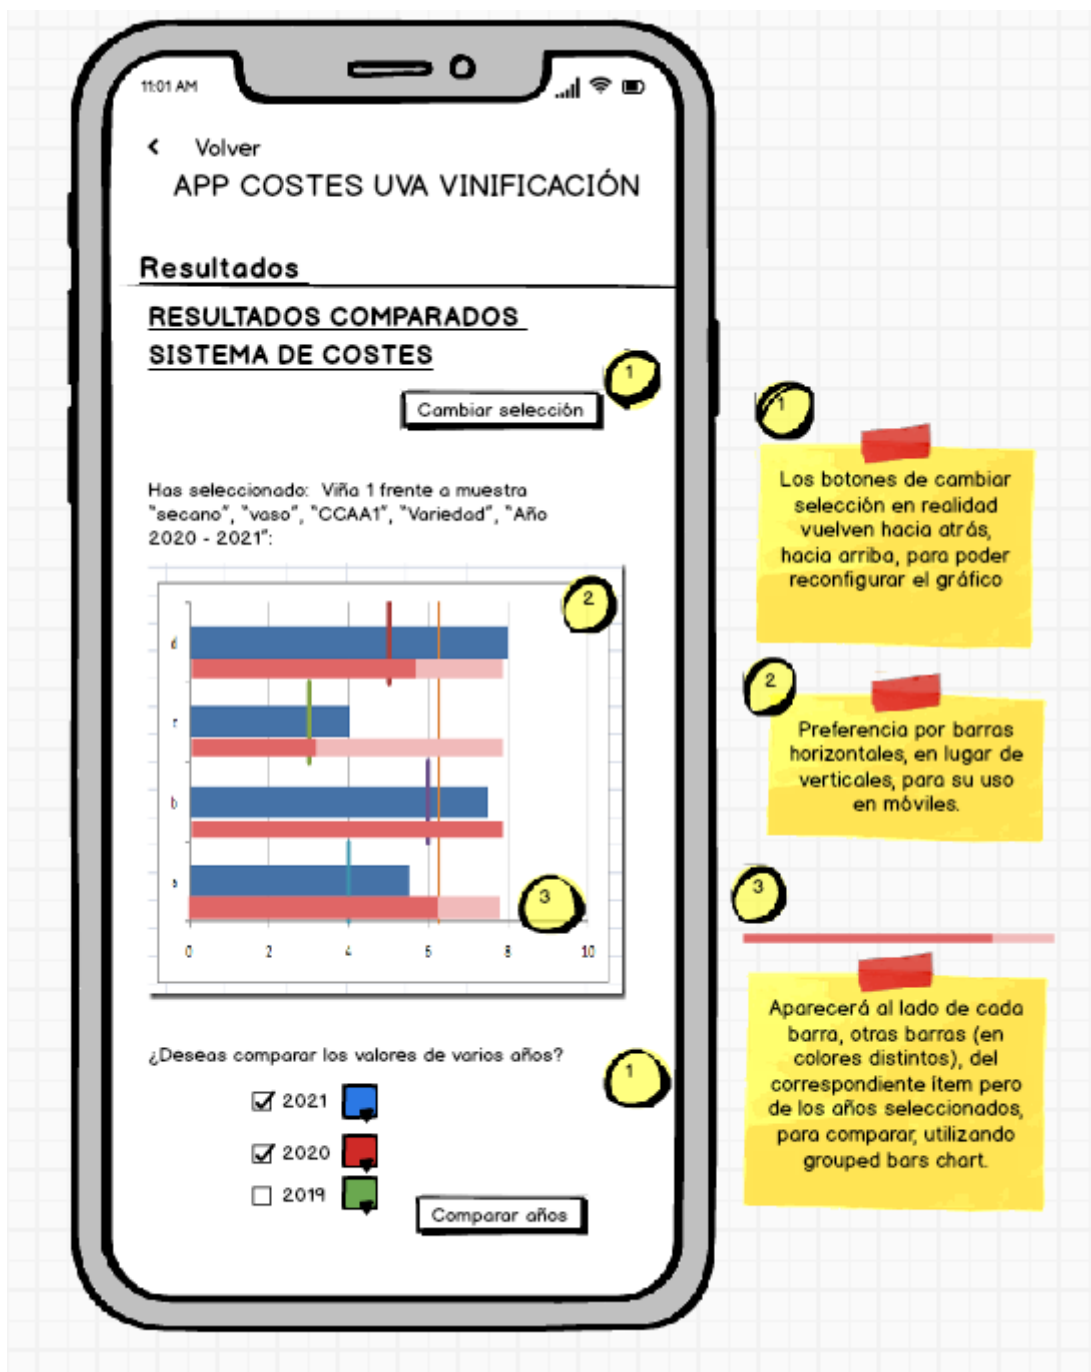 11:01 AM
Volver
APP COSTES UVA VINIFICACIÓN
Resultados
RESULTADOS COMPARADOS
SISTEMA DE COSTES
1
Cambiar selección
Has seleccionado: Viña 1 frente a muestra
"secano", "vaso", "CCAA1", "Variedad", "Año
2020 - 2021":
2
d
r
b
3
0 2 4 6 8 10
¿Deseas comparar los valores de varios años?
1
2021
2020
2019
Comparar años
1
Los botones de cambiar
selección en realidad
vuelven hacia atrás,
hacia arriba, para poder
reconfigurar el gráfico
2
Preferencia por barras
horizontales, en lugar de
verticales, para su uso
en móviles.
3
Aparecerá al lado de cada
barra, otras barras (en
colores distintos), del
correspondiente ítem pero
de los años seleccionados,
para comparar, utilizando
grouped bars chart.